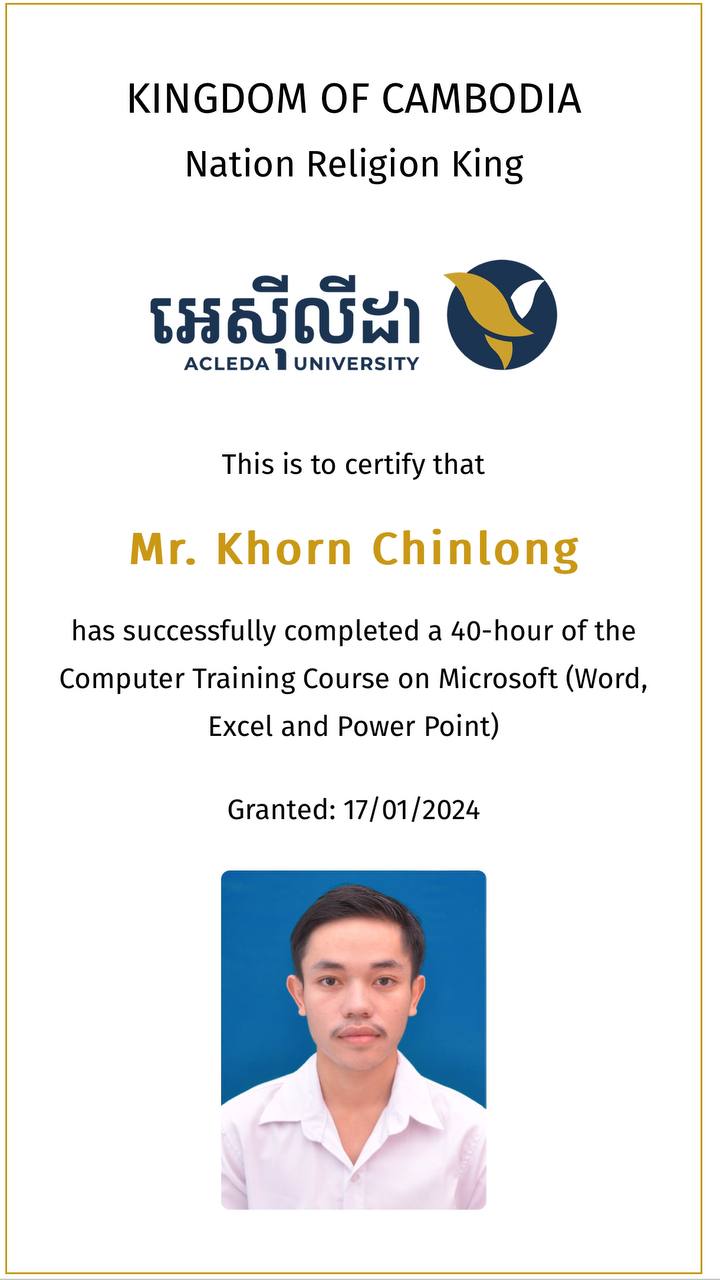 KINGDOM OF CAMBODIA
Nation Religion King
អេស៊ីលីដា
ACLEDA UNIVERSITY
This is to certify that
Mr. Khorn Chinlong
has successfully completed a 40-hour of the
Computer Training Course on Microsoft (Word,
Excel and Power Point)
Granted: 17/01/2024